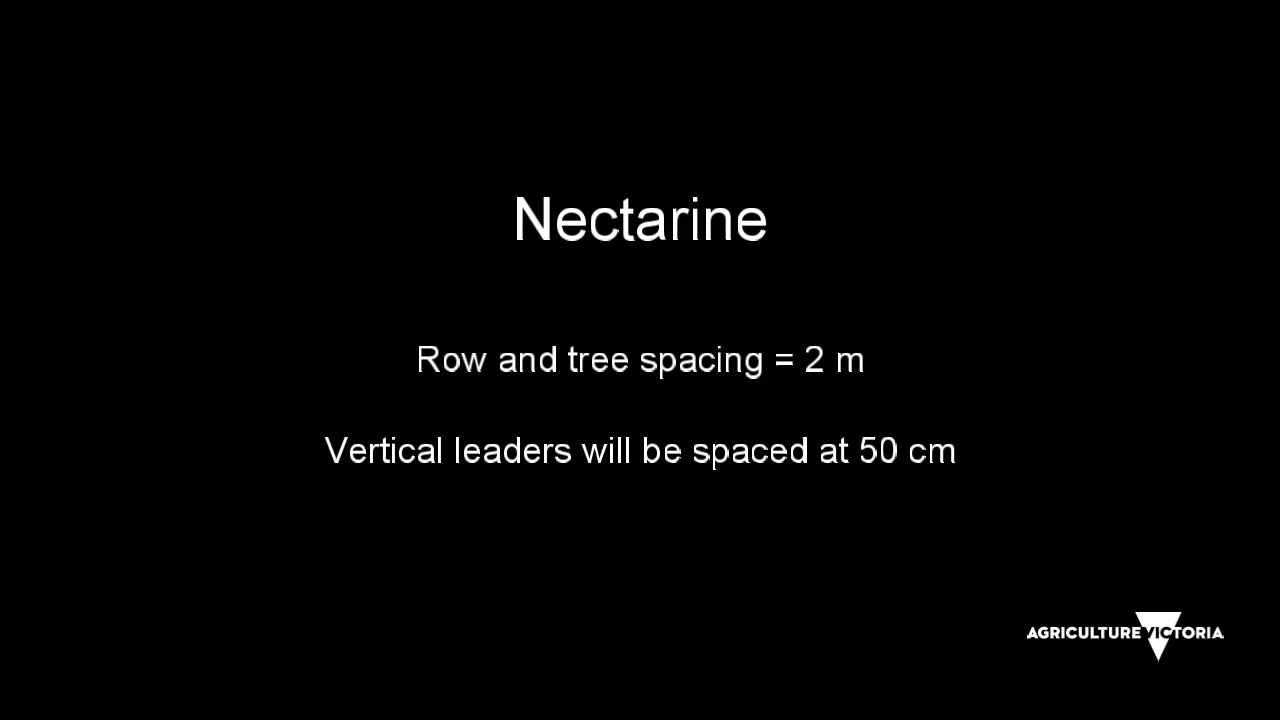 Nectarine
Row and tree spacing = 2 m
Vertical leaders will be spaced at 50 cm
AGRICULTURE VICTORIA